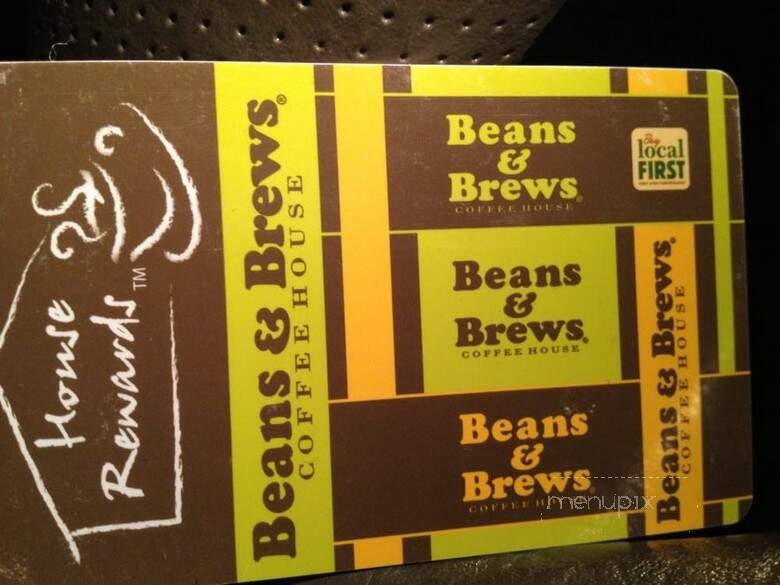 House
Rewards™
Beans & Brews®
COFFEE HOUSE
Beans
&
Brews®
COFFEE HOUSE
Buy
local
FIRST
Beans
&
Brews®
COFFEE HOUSE
Beans
&
Brews
COFFEE H
Beans & Brews®
COFFEE HOUSE
menupix